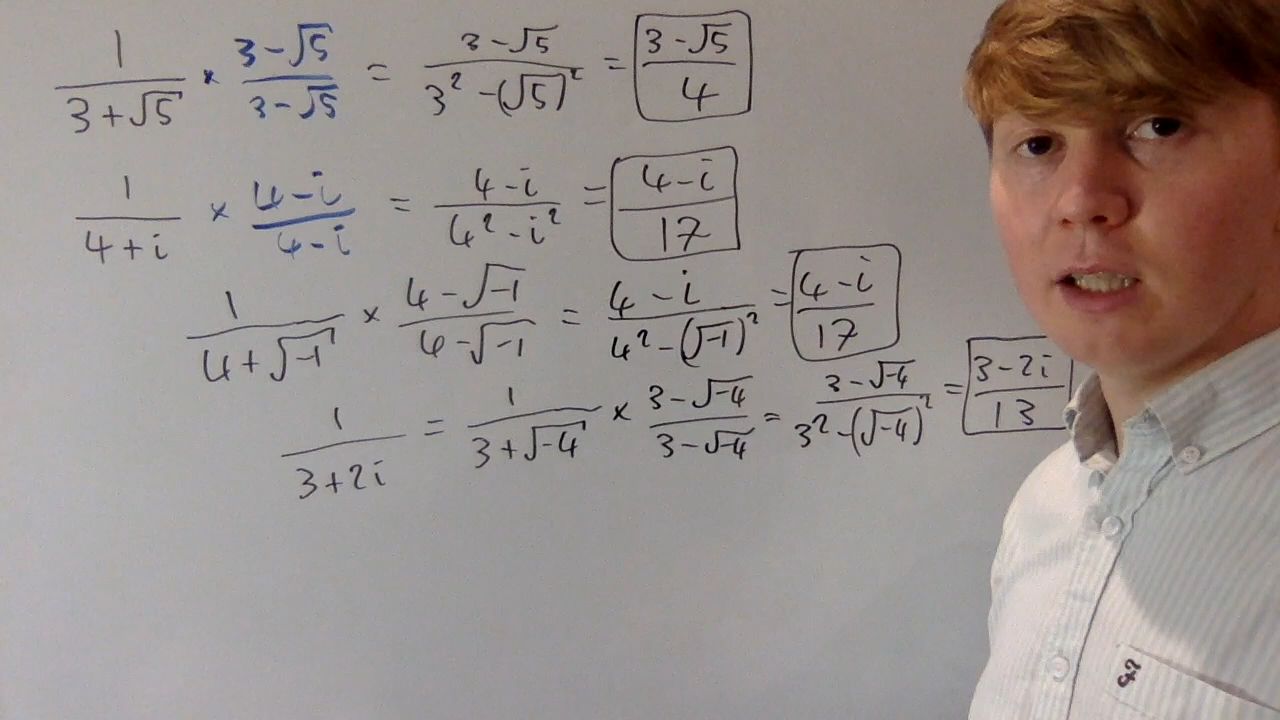 1/(3+√5) × (3-√5)/(3-√5) = (3-√5)/(3²-(√5)²) = (3-√5)/4
1/(4+i) × (4-i)/(4-i) = (4-i)/(4²-i²) = (4-i)/17
1/(4+√-1) × (4-√-1)/(4-√-1) = (4-i)/(4²-(√-1)²) = (4-i)/17
1/(3+2i) = 1/(3+√-4) × (3-√-4)/(3-√-4) = (3-√-4)/(3²-(√-4)²) = (3-2i)/13